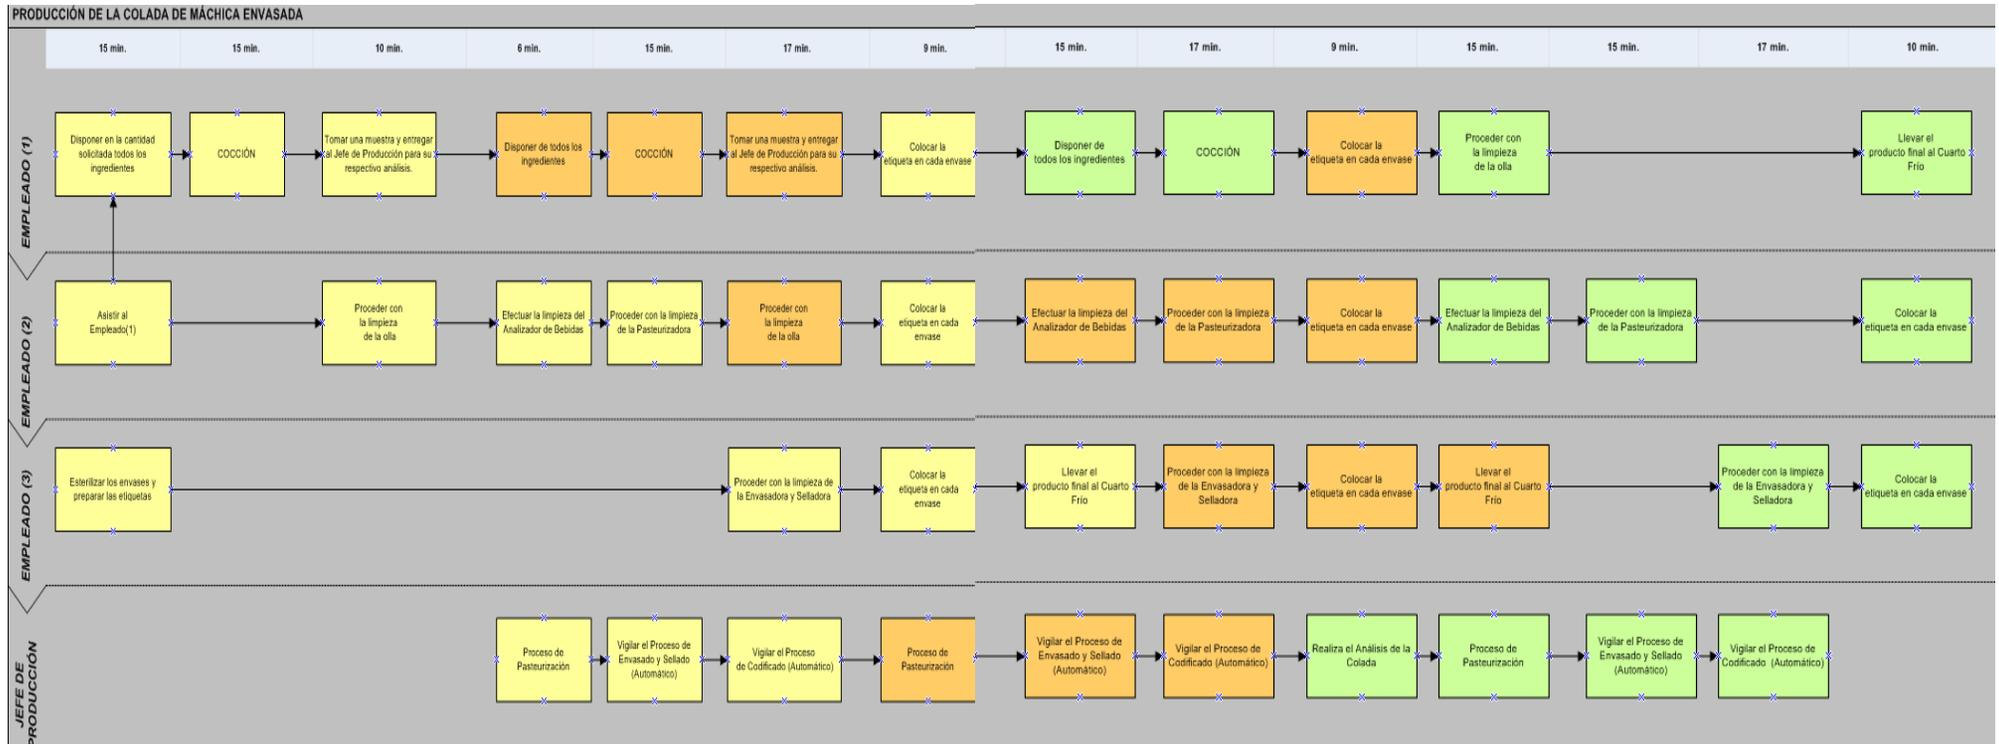 PRODUCCIÓN DE LA COLADA DE MÁCHICA ENVASADA
15 min.
15 min.
10 min.
6 min.
15 min.
17 min.
9 min.
15 min.
17 min.
9 min.
15 min.
15 min.
17 min.
10 min.
EMPLEADO (1)
Disponer en la cantidad
solicitada todos los
ingredientes
COCCIÓN
Tomar una muestra y entregar
al Jefe de Producción para su
respectivo análisis.
Disponer de todos los
ingredientes
COCCIÓN
Tomar una muestra y entregar
al Jefe de Producción para su
respectivo análisis.
Colocar la
etiqueta en cada envase
Disponer de
todos los ingredientes
COCCIÓN
Colocar la
etiqueta en cada envase
Proceder con
la limpieza
de la olla
Llevar el
producto final al Cuarto
Frío
EMPLEADO (2)
Asistir al
Empleado(1)
Proceder con
la limpieza
de la olla
Efectuar la limpieza del
Analizador de Bebidas
Proceder con la limpieza
de la Pasteurizadora
Proceder con
la limpieza
de la olla
Colocar la
etiqueta en cada
envase
Efectuar la limpieza del
Analizador de Bebidas
Proceder con la limpieza
de la Pasteurizadora
Colocar la
etiqueta en cada envase
Efectuar la limpieza del
Analizador de Bebidas
Proceder con la limpieza
de la Pasteurizadora
Colocar la
etiqueta en cada envase
EMPLEADO (3)
Esterilizar los envases y
preparar las etiquetas
Proceder con la limpieza de
la Envasadora y Selladora
Colocar la
etiqueta en cada
envase
Llevar el
producto final al Cuarto
Frío
Proceder con la limpieza
de la Envasadora y
Selladora
Colocar la
etiqueta en cada envase
Llevar el
producto final al Cuarto
Frío
Proceder con la limpieza
de la Envasadora y
Selladora
Colocar la
etiqueta en cada envase
JEFE DE
PRODUCCIÓN
Proceso de
Pasteurización
Vigilar el Proceso de
Envasado y Sellado
(Automático)
Vigilar el Proceso
de Codificado (Automático)
Proceso de
Pasteurización
Vigilar el Proceso de
Envasado y Sellado
(Automático)
Vigilar el Proceso de
Codificado (Automático)
Realiza el Análisis de la
Colada
Proceso de
Pasteurización
Vigilar el Proceso de
Envasado y Sellado
(Automático)
Vigilar el Proceso de
Codificado (Automático)